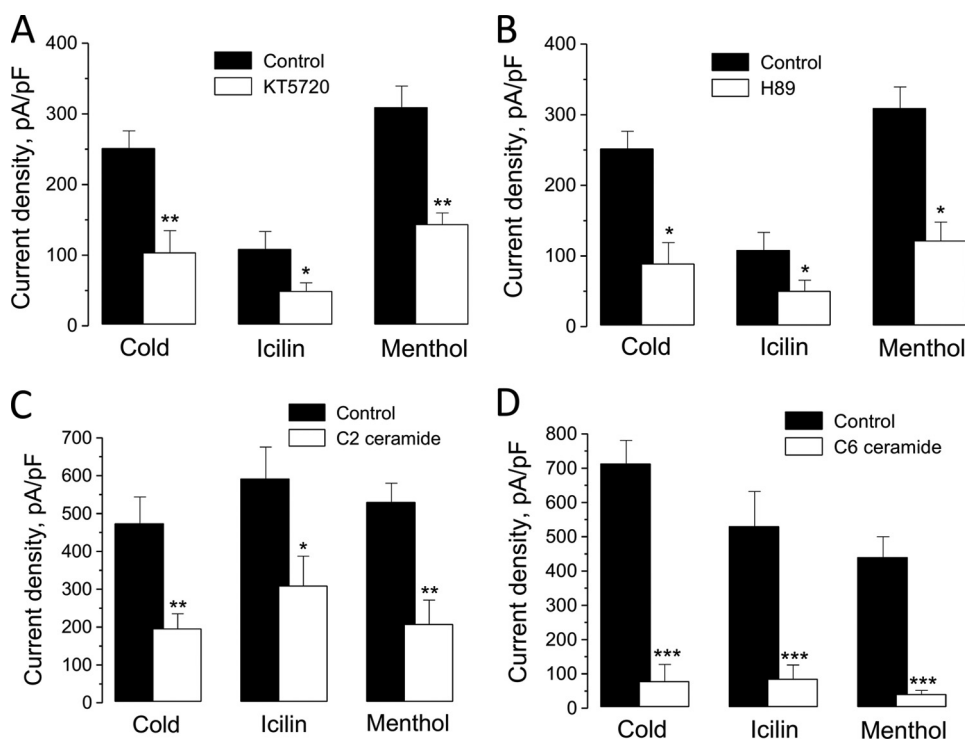 A
Current density, pA/pF
400
300
200
100
0
Control
KT5720
**
*
**
Cold
Icilin
Menthol
B
Current density, pA/pF
400
300
200
100
0
Control
H89
*
*
*
Cold
Icilin
Menthol
C
Current density, pA/pF
700
600
500
400
300
200
100
0
Control
C2 ceramide
**
*
**
Cold
Icilin
Menthol
D
Current density, pA/pF
800
700
600
500
400
300
200
100
0
Control
C6 ceramide
***
***
***
Cold
Icilin
Menthol